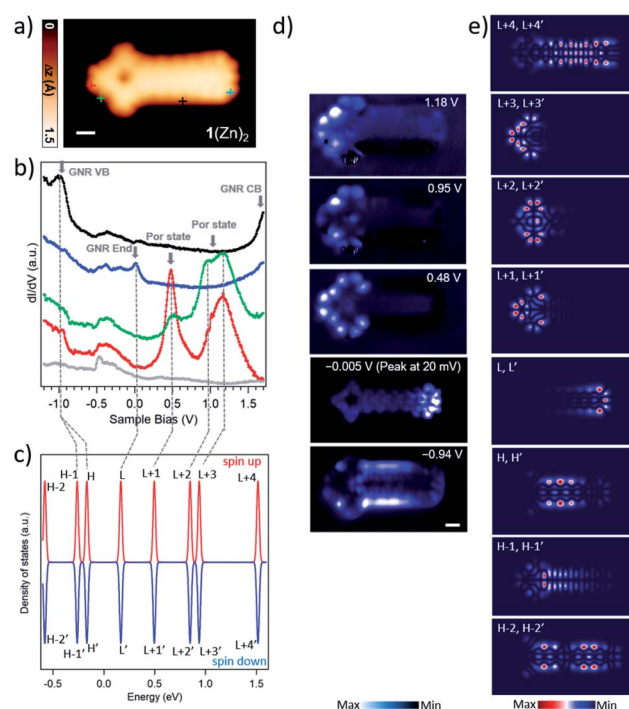 a)
0
Δz (Å)
1.5
1(Zn)₂
b)
GNR VB
GNR CB
Por state
Por state
GNR End
dI/dV (a.u.)
-1.0 -0.5 0.0 0.5 1.0 1.5
Sample Bias (V)
c)
spin up
H-2
H-1
H
L
L+1
L+2
L+3
L+4
Density of states (a.u.)
H-2'
H-1'
H'
L'
L+1'
L+2'
L+3'
L+4'
spin down
-0.5 0.0 0.5 1.0 1.5
Energy (eV)
d)
1.18 V
0.95 V
0.48 V
−0.005 V (Peak at 20 mV)
−0.94 V
Max Min
e)
L+4, L+4'
L+3, L+3'
L+2, L+2'
L+1, L+1'
L, L'
H, H'
H-1, H-1'
H-2, H-2'
Max Min